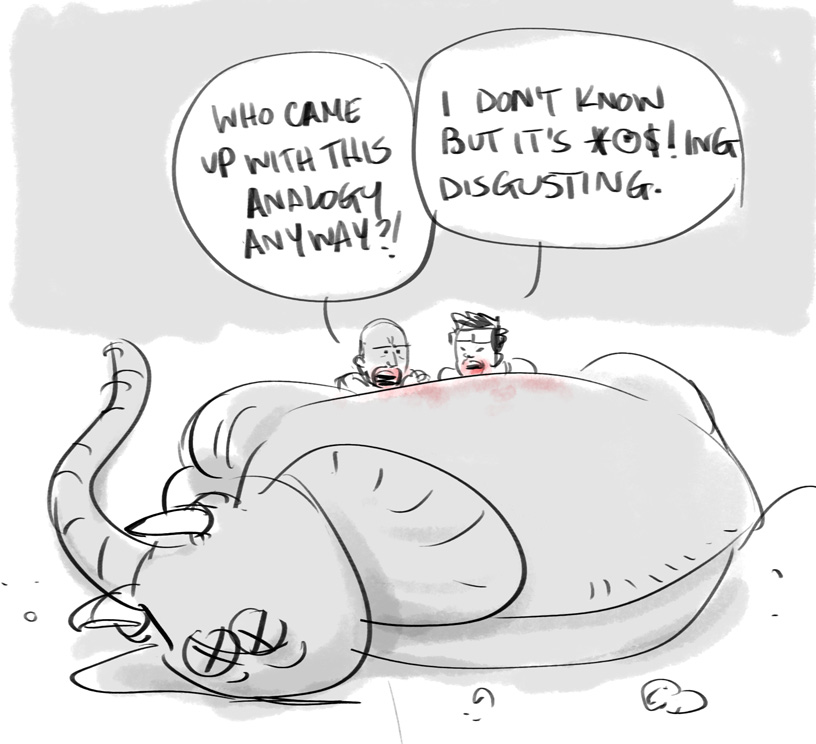 WHO CAME
UP WITH THIS
ANALOGY
ANYWAY?!
I DON'T KNOW
BUT IT'S *@$!ING
DISGUSTING.